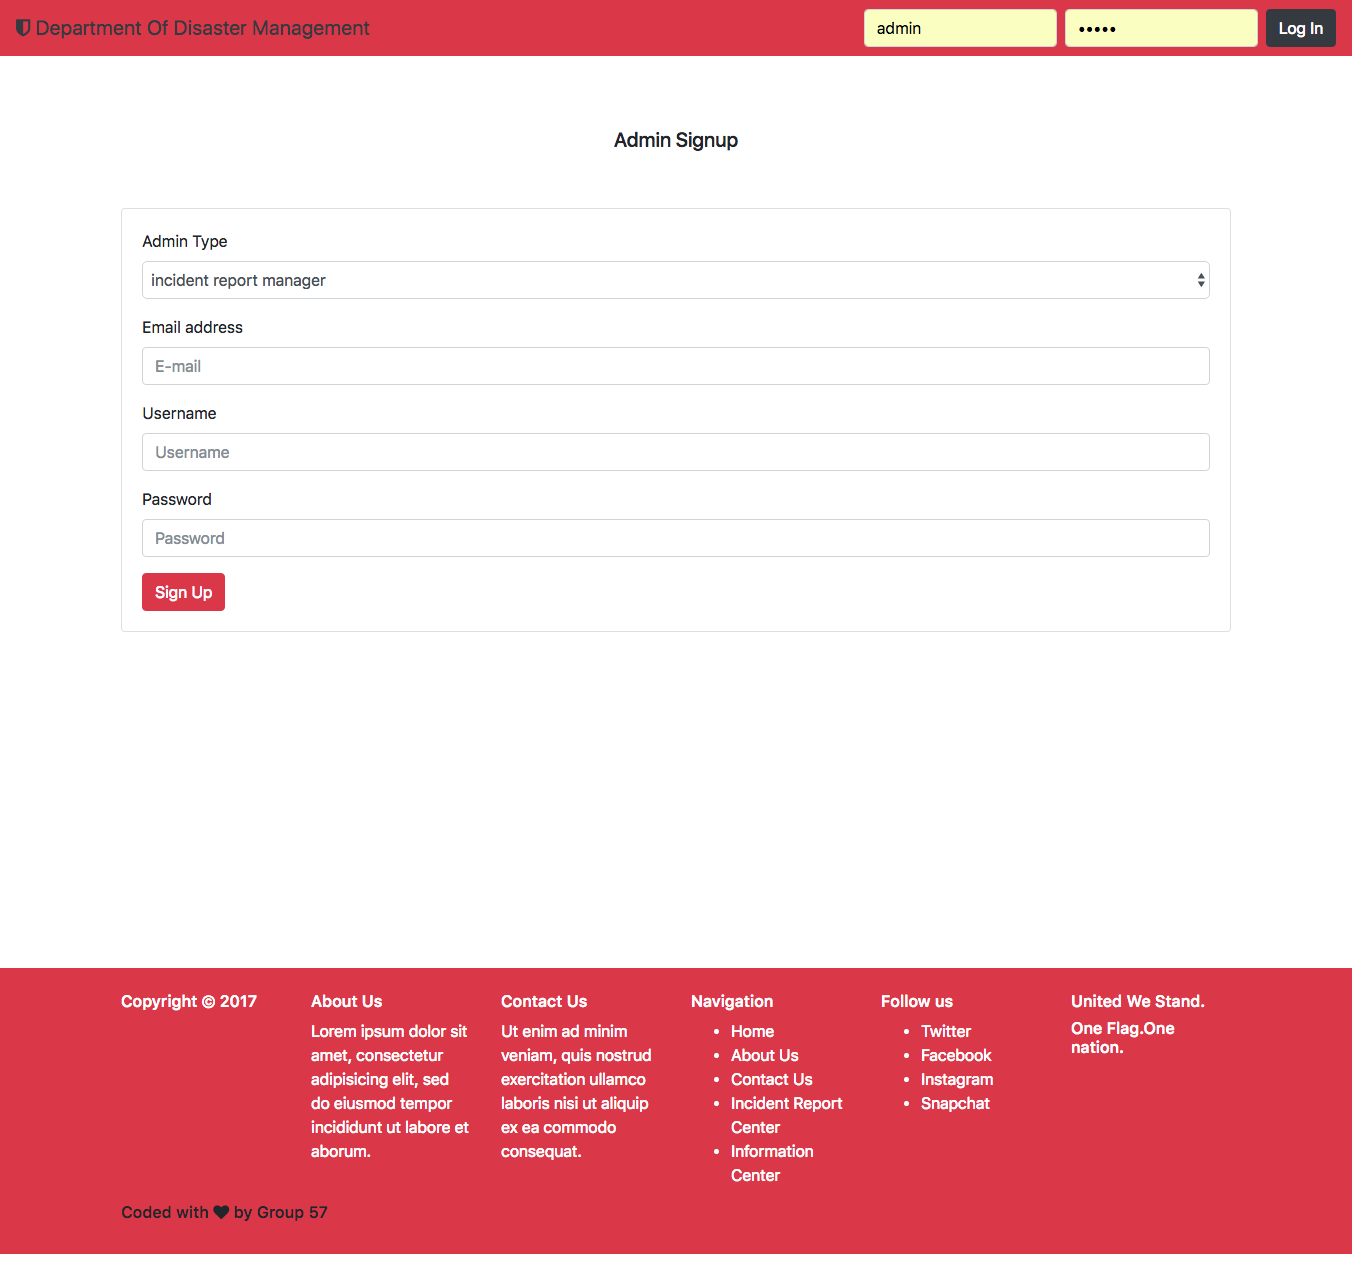 Department Of Disaster Management
admin
•••••
Log In
Admin Signup
Admin Type
incident report manager
Email address
E-mail
Username
Username
Password
Password
Sign Up
Copyright © 2017
About Us
Lorem ipsum dolor sit
amet, consectetur
adipisicing elit, sed
do eiusmod tempor
incididunt ut labore et
aborum.
Contact Us
Ut enim ad minim
veniam, quis nostrud
exercitation ullamco
laboris nisi ut aliquip
ex ea commodo
consequat.
Navigation
• Home
• About Us
• Contact Us
• Incident Report
Center
• Information
Center
Follow us
• Twitter
• Facebook
• Instagram
• Snapchat
United We Stand.
One Flag.One
nation.
Coded with ♥ by Group 57